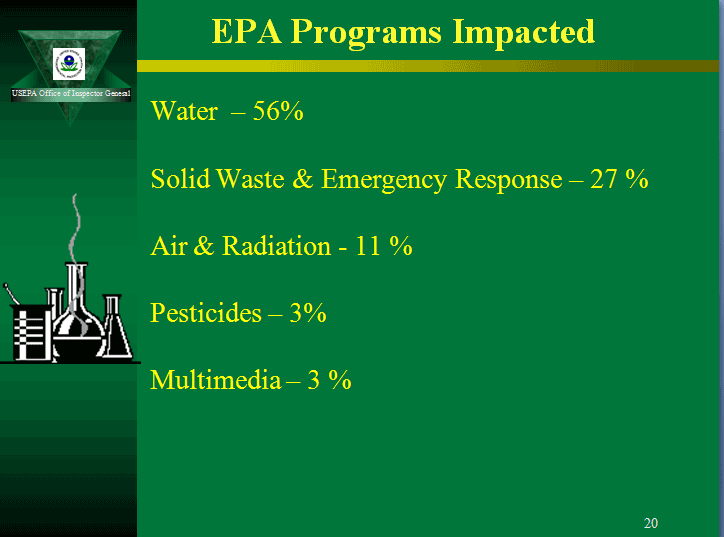 EPA Programs Impacted
USEPA Office of Inspector General
Water – 56%
Solid Waste & Emergency Response – 27 %
Air & Radiation - 11 %
Pesticides – 3%
Multimedia – 3 %
20